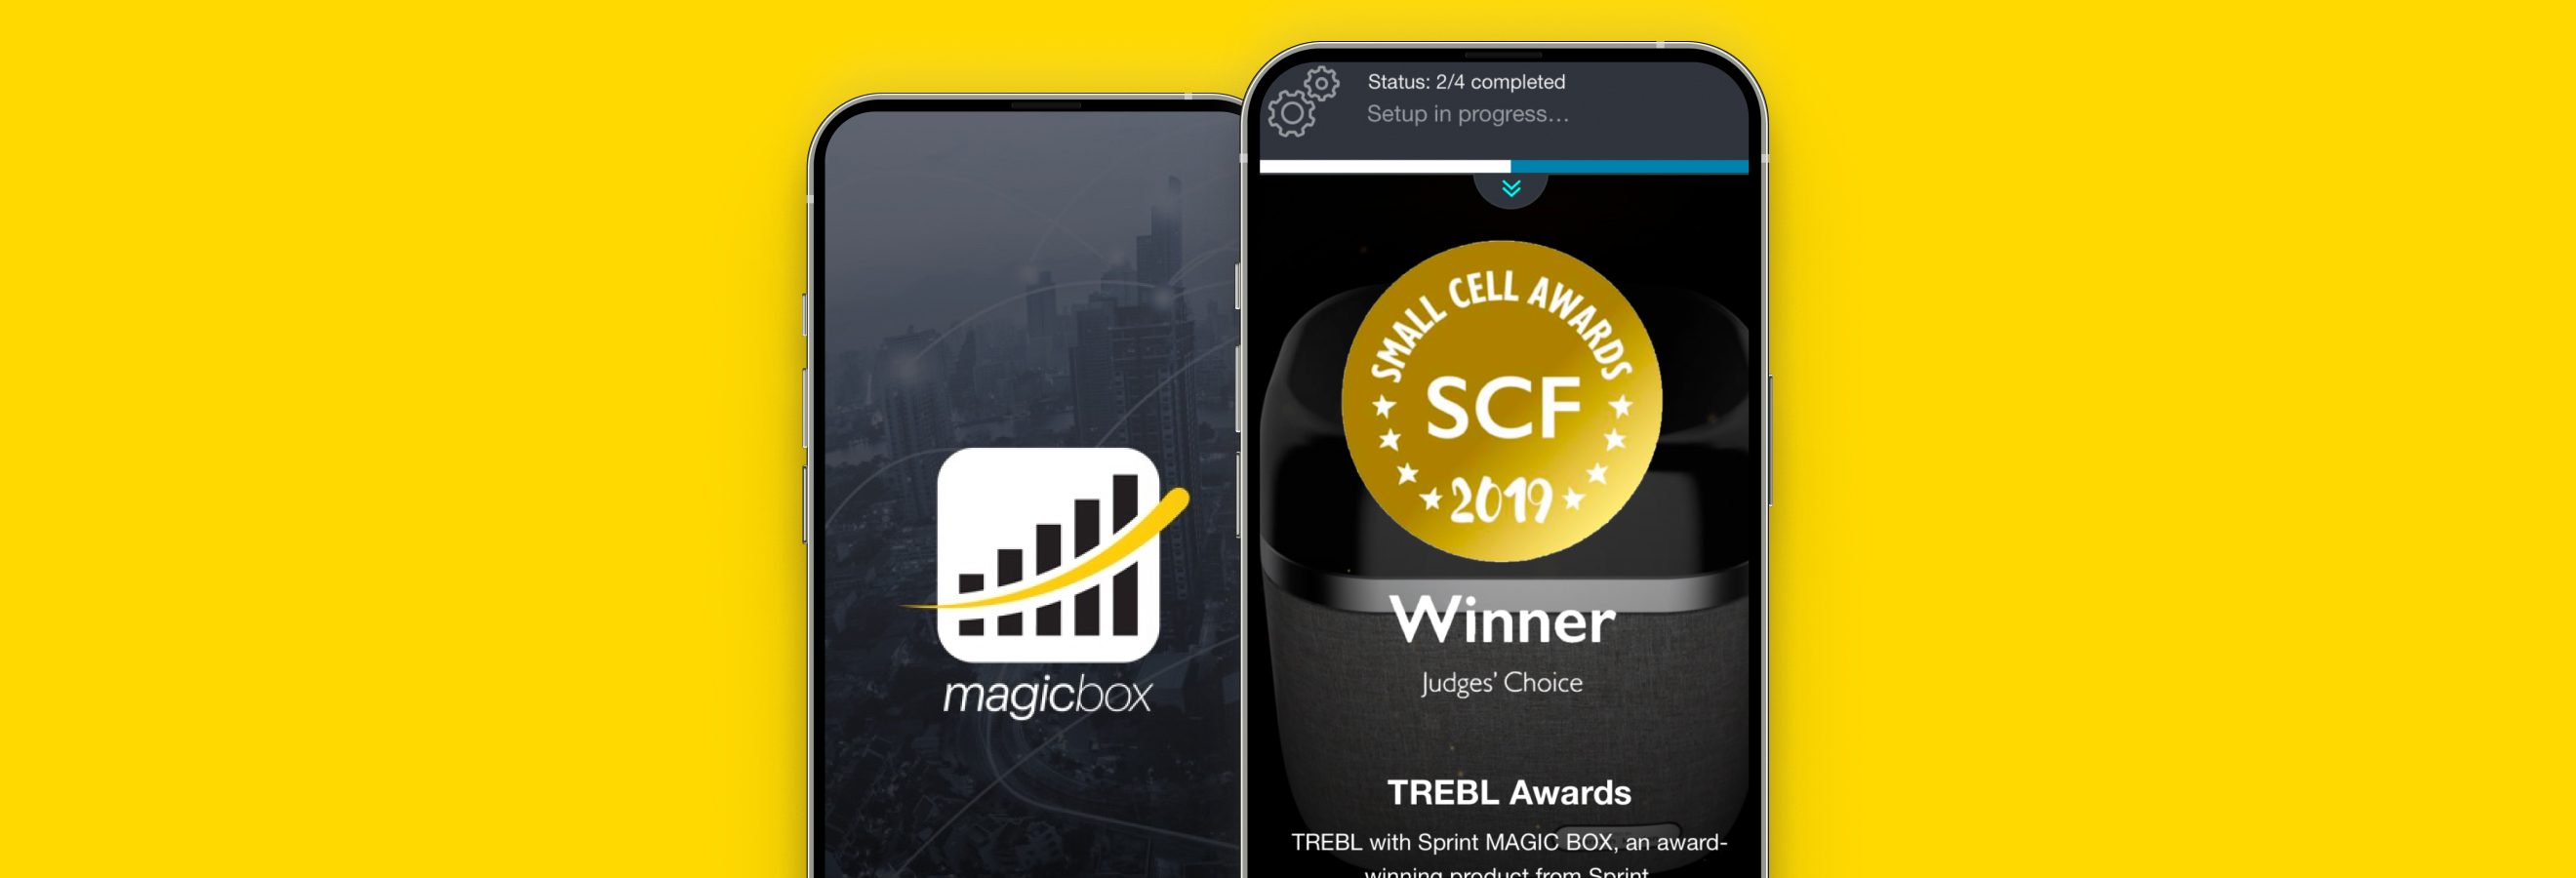 magicbox
Status: 2/4 completed
Setup in progress...
SMALL CELL AWARDS
SCF
2019
Winner
Judges' Choice
TREBL Awards
TREBL with Sprint MAGIC BOX, an award-
winning product from Sprint